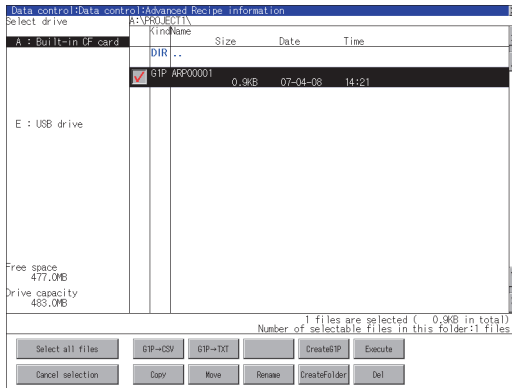 Data control:Data control:Advanced Recipe information
Select drive
A:\PROJECT1\
Kind Name
Size Date Time
A : Built-in CF card
DIR ..
G1P ARP00001
0.9KB 07-04-08 14:21
E : USB drive
Free space
477.0MB
Drive capacity
483.0MB
1 files are selected ( 0.9KB in total)
Number of selectable files in this folder:1 files
Select all files G1P→CSV G1P→TXT CreateG1P Execute
Cancel selection Copy Move Rename CreateFolder Del